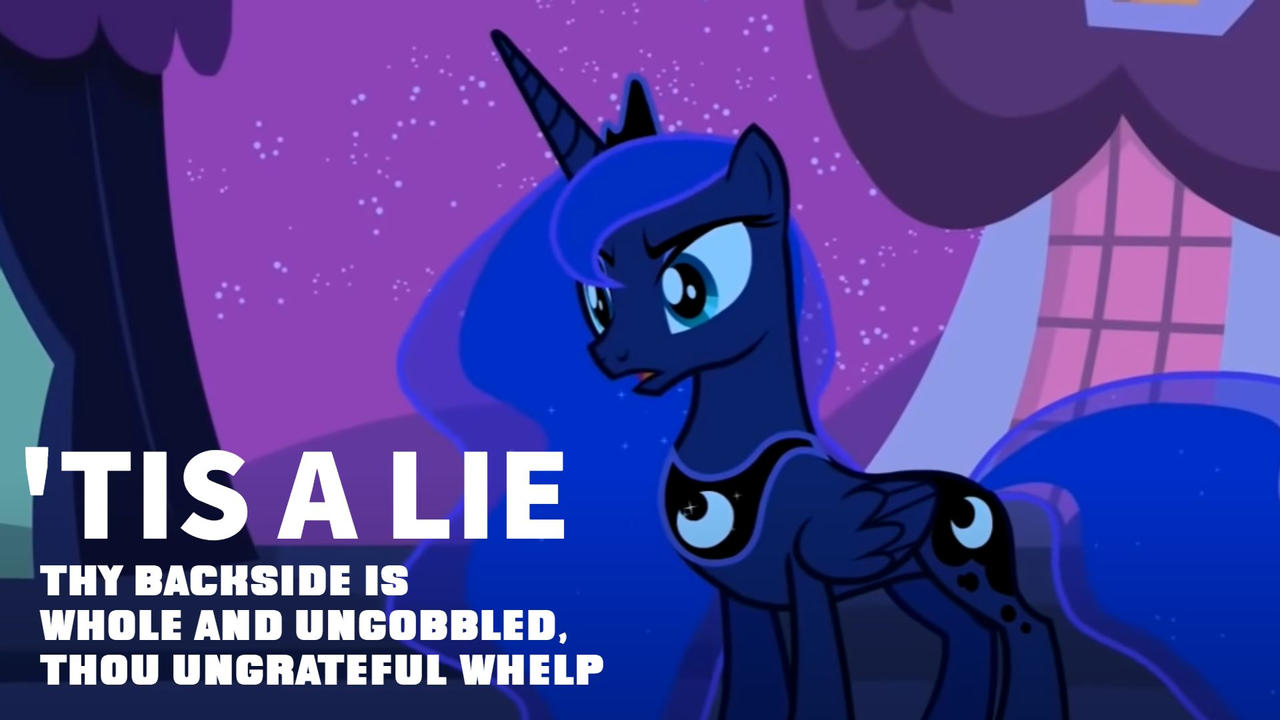 'TIS A LIE
THY BACKSIDE IS
WHOLE AND UNGOBBLED,
THOU UNGRATEFUL WHELP